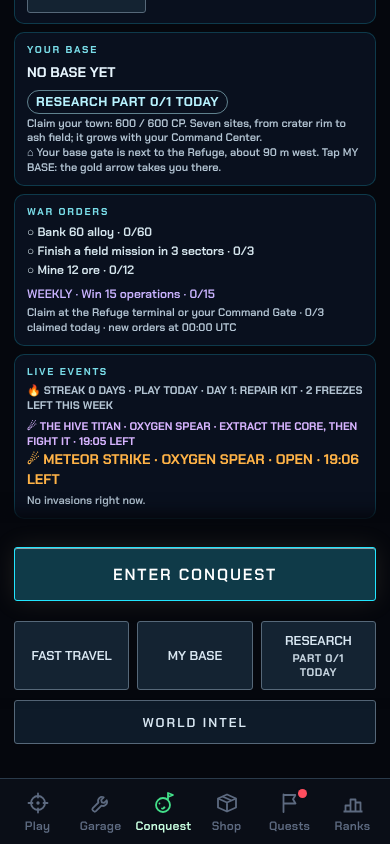 YOUR BASE
NO BASE YET
RESEARCH PART 0/1 TODAY
Claim your town: 600 / 600 CP. Seven sites, from crater rim to
ash field; it grows with your Command Center.
⌂ Your base gate is next to the Refuge, about 90 m west. Tap MY
BASE: the gold arrow takes you there.
WAR ORDERS
○ Bank 60 alloy · 0/60
○ Finish a field mission in 3 sectors · 0/3
○ Mine 12 ore · 0/12
WEEKLY · Win 15 operations · 0/15
Claim at the Refuge terminal or your Command Gate · 0/3
claimed today · new orders at 00:00 UTC
LIVE EVENTS
🔥 STREAK 0 DAYS · PLAY TODAY · DAY 1: REPAIR KIT · 2 FREEZES
LEFT THIS WEEK
☄ THE HIVE TITAN · OXYGEN SPEAR · EXTRACT THE CORE, THEN
FIGHT IT · 19:05 LEFT
☄ METEOR STRIKE · OXYGEN SPEAR · OPEN · 19:06
LEFT
No invasions right now.
ENTER CONQUEST
FAST TRAVEL
MY BASE
RESEARCH
PART 0/1
TODAY
WORLD INTEL
Play
Garage
Conquest
Shop
Quests
Ranks